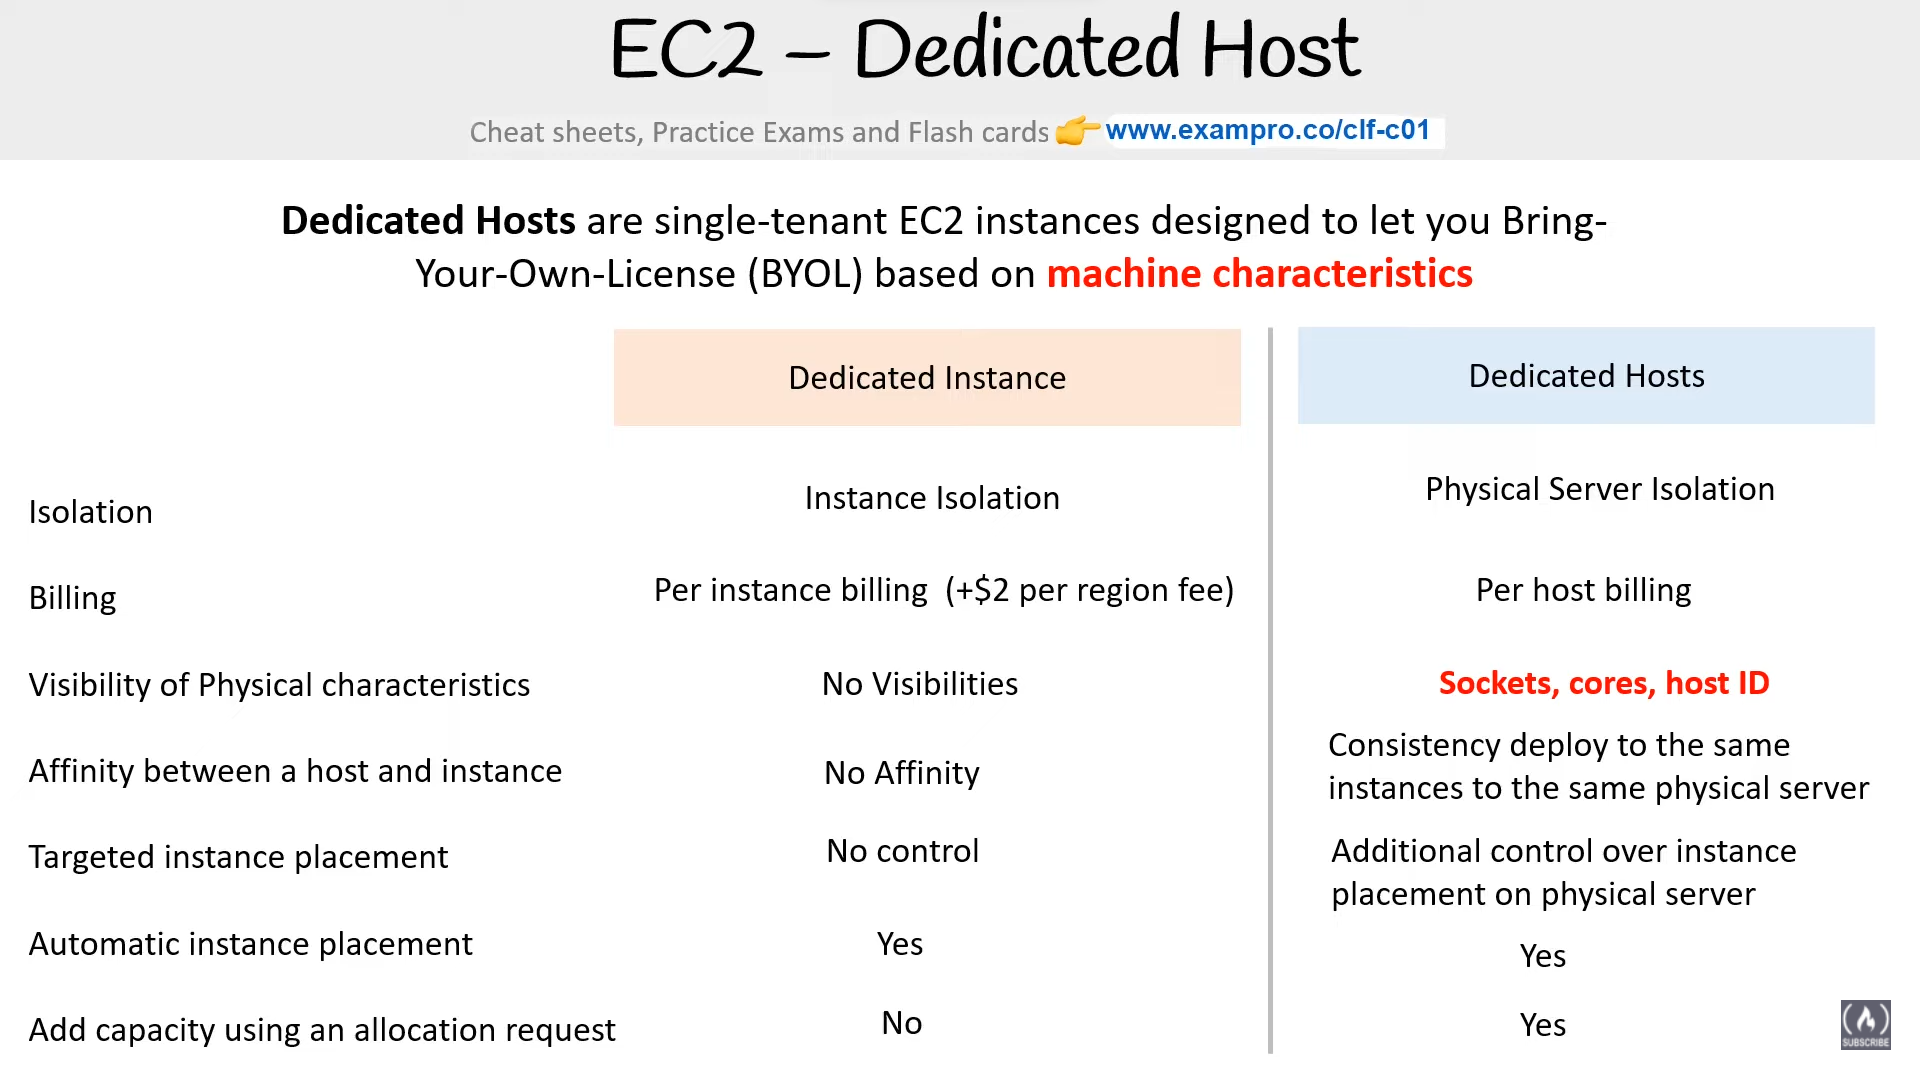 EC2 – Dedicated Host
Cheat sheets, Practice Exams and Flash cards 👉 www.exampro.co/clf-c01
Dedicated Hosts are single-tenant EC2 instances designed to let you Bring-
Your-Own-License (BYOL) based on machine characteristics
Dedicated Instance
Dedicated Hosts
Isolation
Instance Isolation
Physical Server Isolation
Billing
Per instance billing (+$2 per region fee)
Per host billing
Visibility of Physical characteristics
No Visibilities
Sockets, cores, host ID
Affinity between a host and instance
No Affinity
Consistency deploy to the same
instances to the same physical server
Targeted instance placement
No control
Additional control over instance
placement on physical server
Automatic instance placement
Yes
Yes
Add capacity using an allocation request
No
Yes
SUBSCRIBE